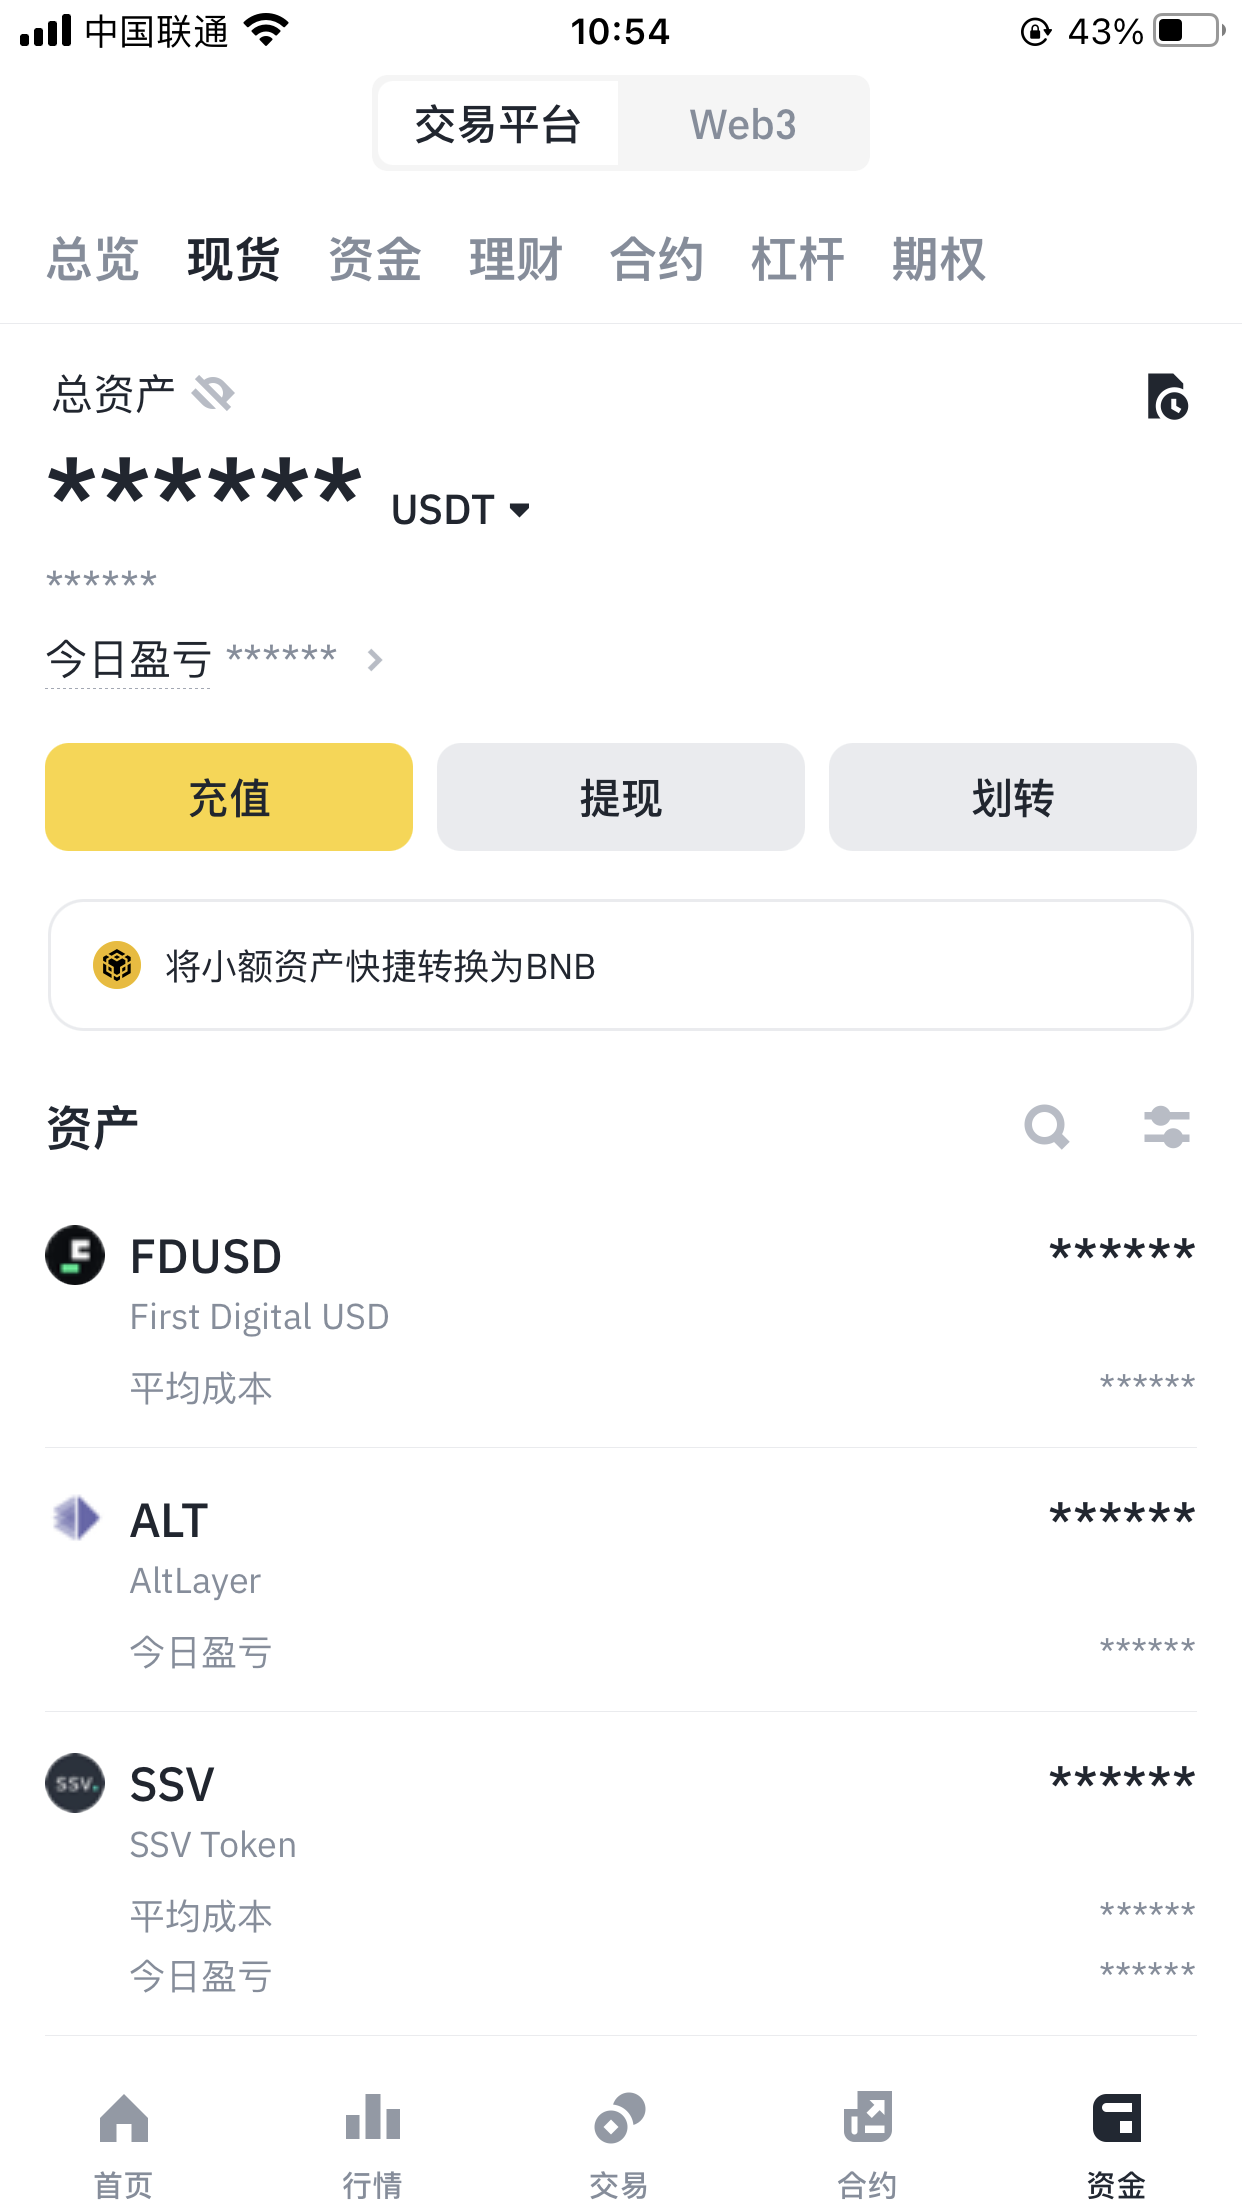 中国联通 10:54 43%
交易平台 Web3
总览 现货 资金 理财 合约 杠杆 期权
总资产
****** USDT
******
今日盈亏 ******
充值 提现 划转
将小额资产快捷转换为BNB
资产
FDUSD ******
First Digital USD
平均成本 ******
ALT ******
AltLayer
今日盈亏 ******
SSV. SSV ******
SSV Token
平均成本 ******
今日盈亏 ******
首页 行情 交易 合约 资金